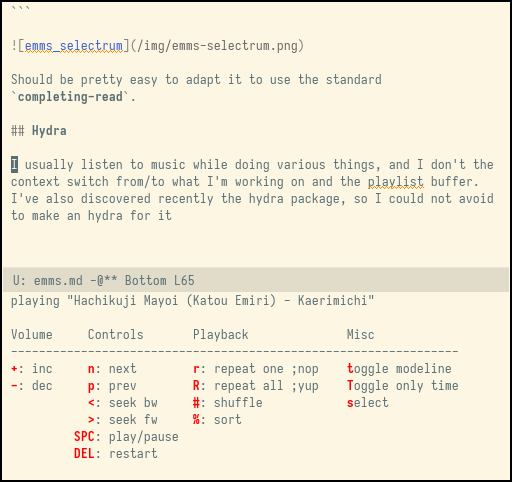 ```
![emms_selectrum](/img/emms-selectrum.png)
Should be pretty easy to adapt it to use the standard
`completing-read`.
## Hydra
I usually listen to music while doing various things, and I don't the
context switch from/to what I'm working on and the playlist buffer.
I've also discovered recently the hydra package, so I could not avoid
to make an hydra for it
U: emms.md -@** Bottom L65
playing "Hachikuji Mayoi (Katou Emiri) - Kaerimichi"
Volume     Controls       Playback              Misc
----------------------------------------------------------------
+: inc     n: next        r: repeat one ;nop    toggle modeline
-: dec     p: prev        R: repeat all ;yup    Toggle only time
           <: seek bw     #: shuffle            select
           >: seek fw     %: sort
         SPC: play/pause
         DEL: restart